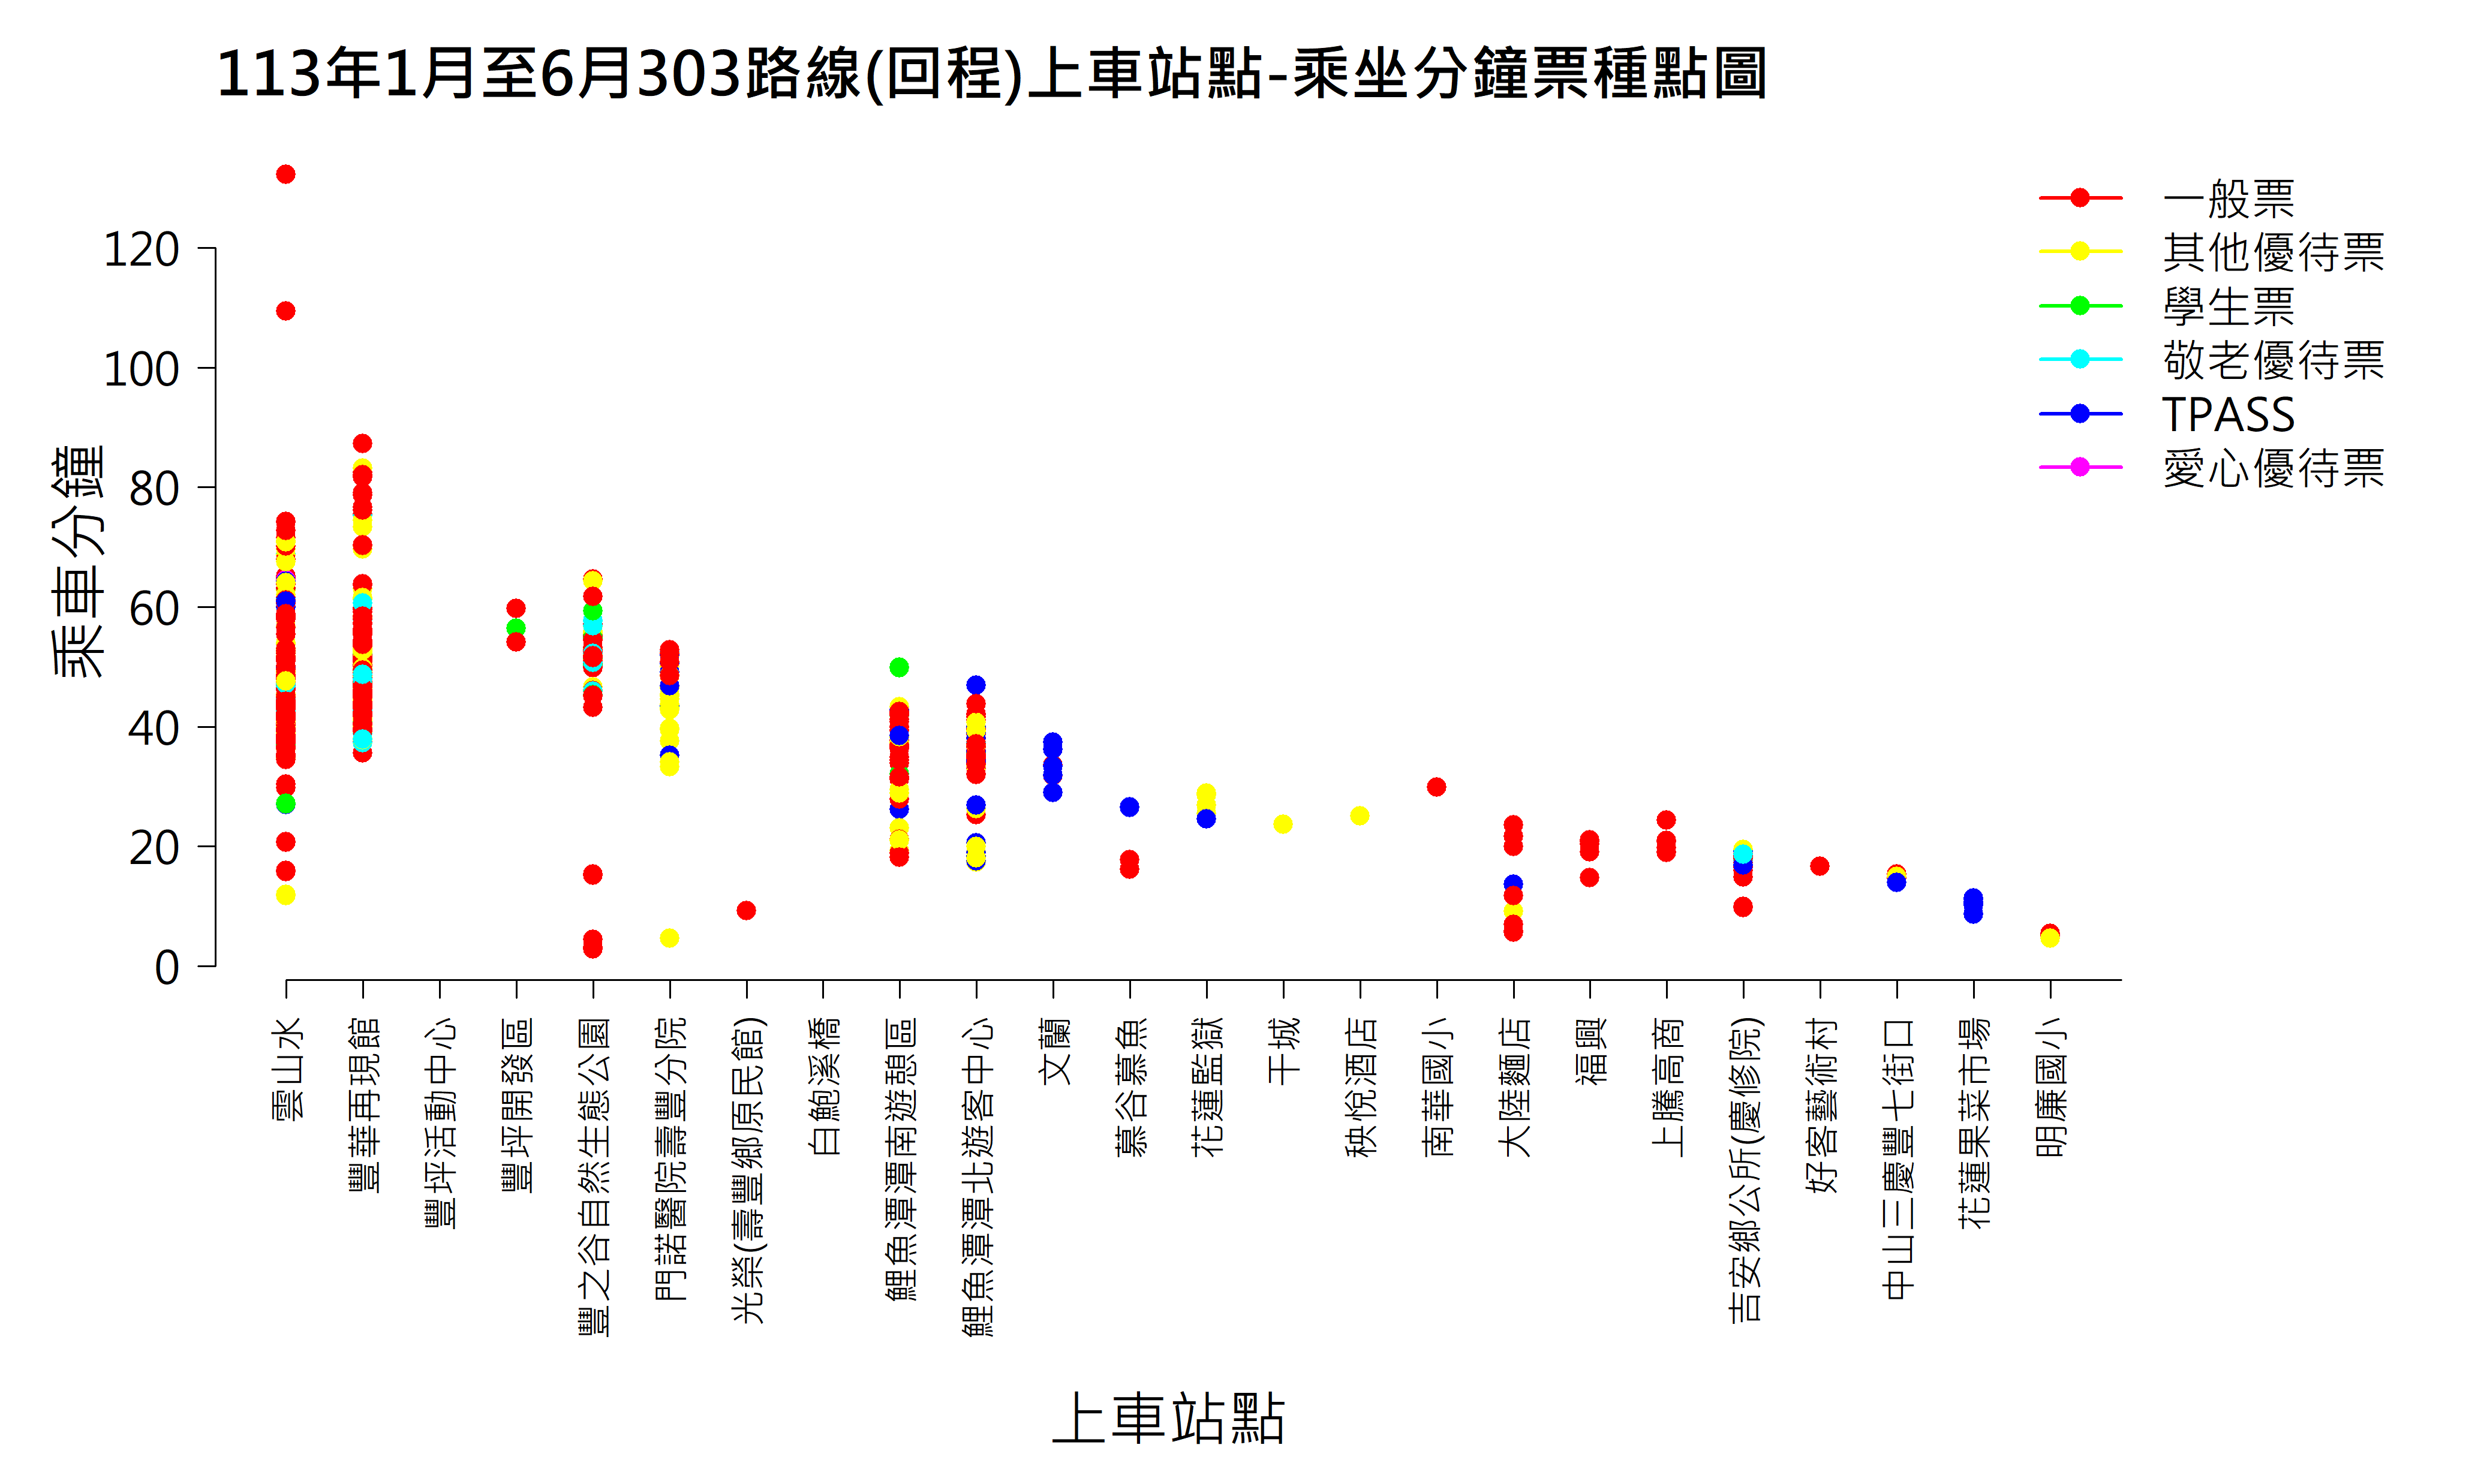 113年1月至6月303路線(回程)上車站點-乘坐分鐘票種點圖
一般票
其他優待票
學生票
敬老優待票
TPASS
愛心優待票
乘車分鐘
120
100
80
60
40
20
0
雲山水
豐華再現館
豐坪活動中心
豐坪開發區
豐之谷自然生態公園
門諾醫院壽豐分院
光榮(壽豐鄉原民館)
白鮑溪橋
鯉魚潭潭南遊憩區
鯉魚潭潭北遊客中心
文蘭
慕谷慕魚
花蓮監獄
干城
秧悅酒店
南華國小
大陸麵店
福興
上騰高商
吉安鄉公所(慶修院)
好客藝術村
中山三慶豐七街口
花蓮果菜市場
明廉國小
上車站點